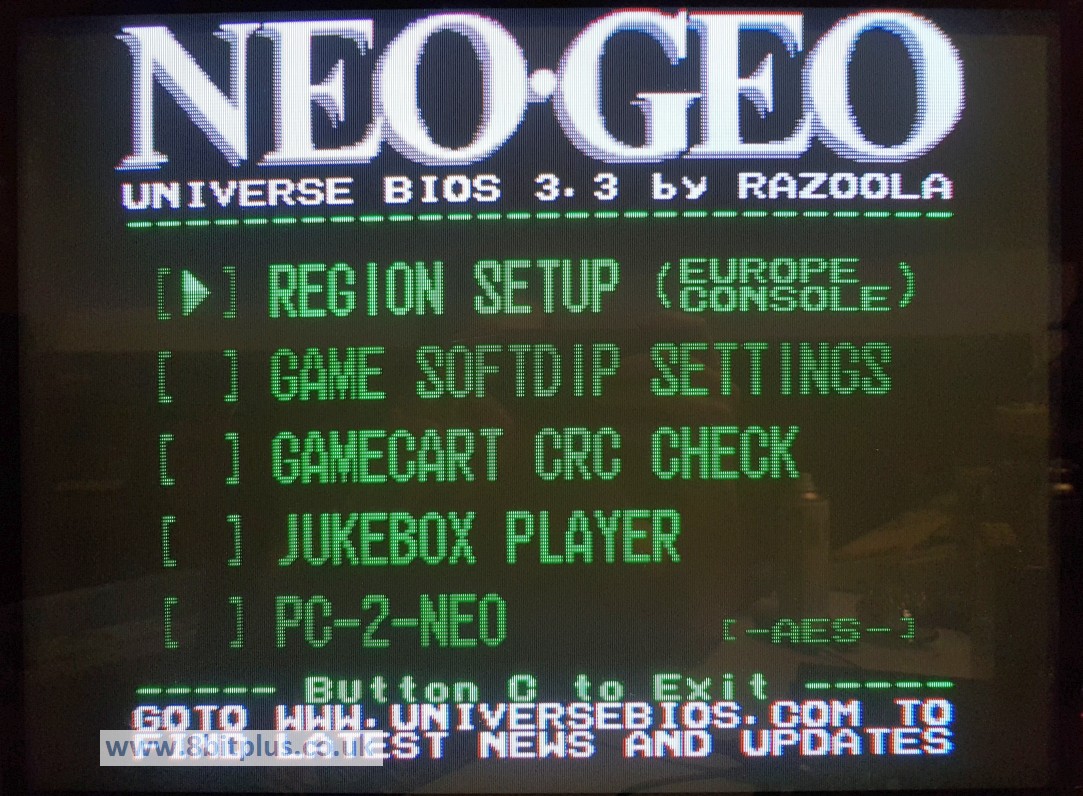 NEO·GEO
UNIVERSE BIOS 3.3 by RAZOOLA
[▶] REGION SETUP (EUROPE CONSOLE)
[ ] GAME SOFTDIP SETTINGS
[ ] GAMECART CRC CHECK
[ ] JUKEBOX PLAYER
[ ] PC-2-NEO [-AES-]
----- Button C to Exit -----
GOTO WWW.UNIVERSEBIOS.COM TO
FIND LATEST NEWS AND UPDATES
www.8bitplus.co.uk